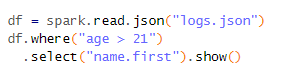 df = spark.read.json("logs.json")
df.where("age > 21")
  .select("name.first").show()